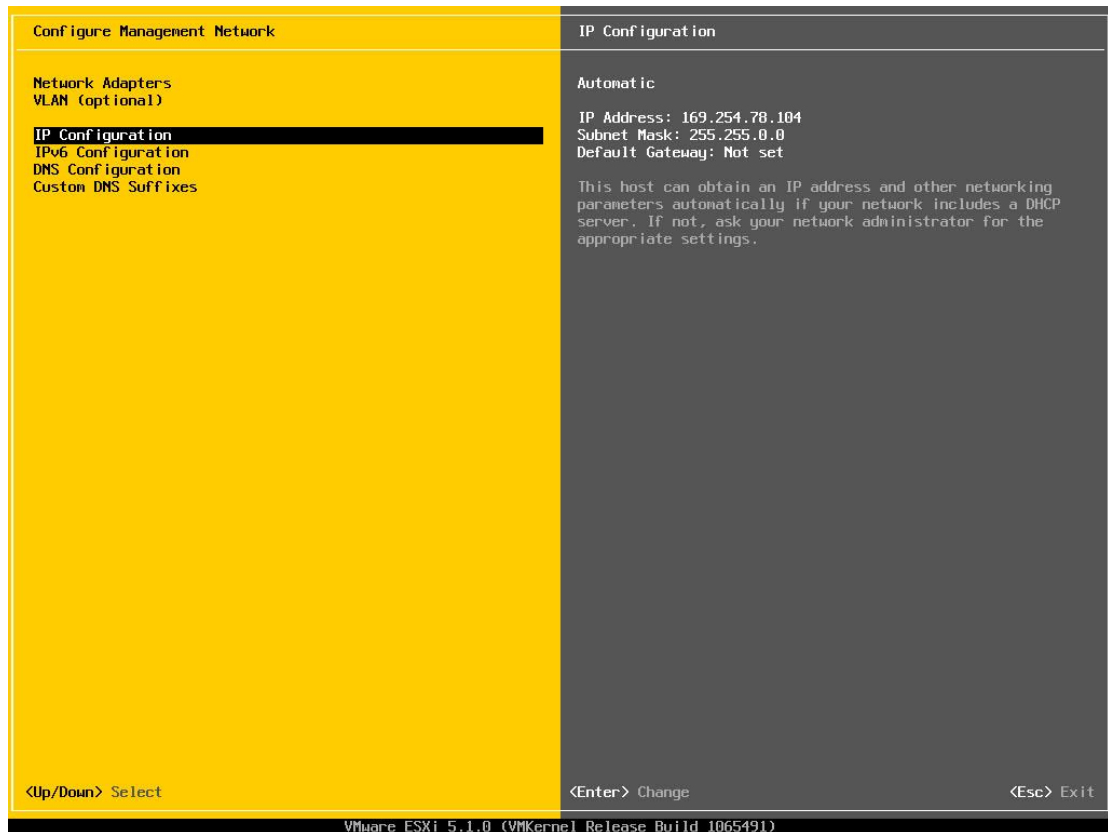 Configure Management Network
Network Adapters
VLAN (optional)
IP Configuration
IPv6 Configuration
DNS Configuration
Custom DNS Suffixes
IP Configuration
Automatic
IP Address: 169.254.78.104
Subnet Mask: 255.255.0.0
Default Gateway: Not set
This host can obtain an IP address and other networking
parameters automatically if your network includes a DHCP
server. If not, ask your network administrator for the
appropriate settings.
<Up/Down> Select
<Enter> Change
<Esc> Exit
VMware ESXi 5.1.0 (VMKernel Release Build 1065491)